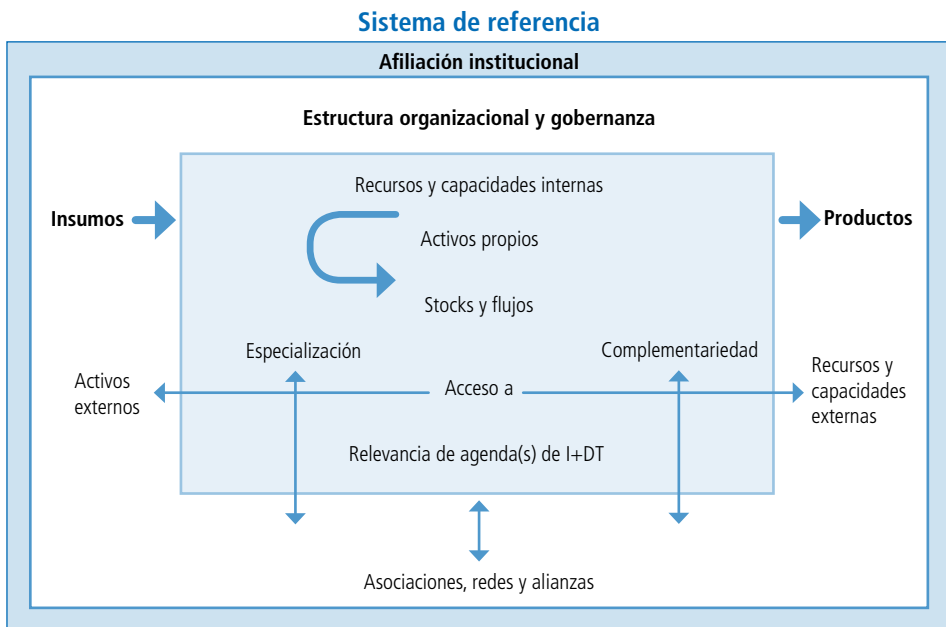 Sistema de referencia
Afiliación institucional
Estructura organizacional y gobernanza
Recursos y capacidades internas
Insumos
Productos
Activos propios
Stocks y flujos
Especialización
Complementariedad
Activos
externos
Acceso a
Recursos y
capacidades
externas
Relevancia de agenda(s) de I+DT
Asociaciones, redes y alianzas